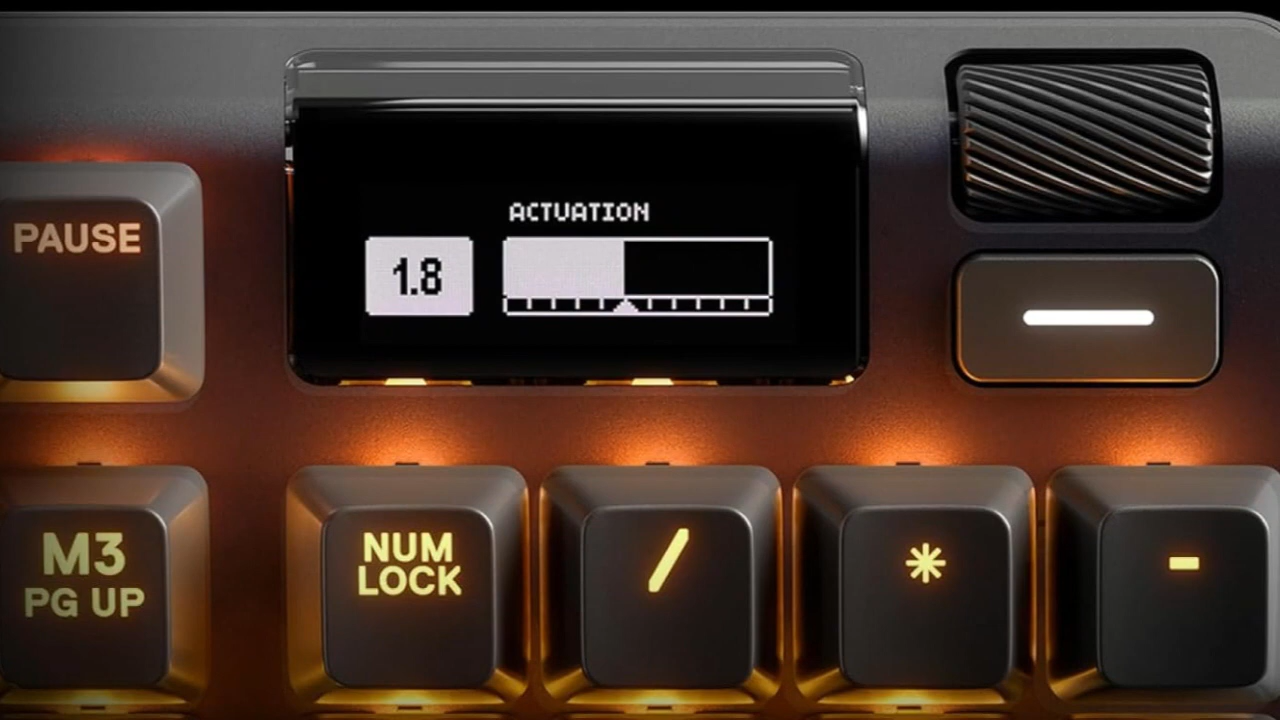 ACTUATION
1.8
PAUSE
M3
PG UP
NUM
LOCK
/
*
-